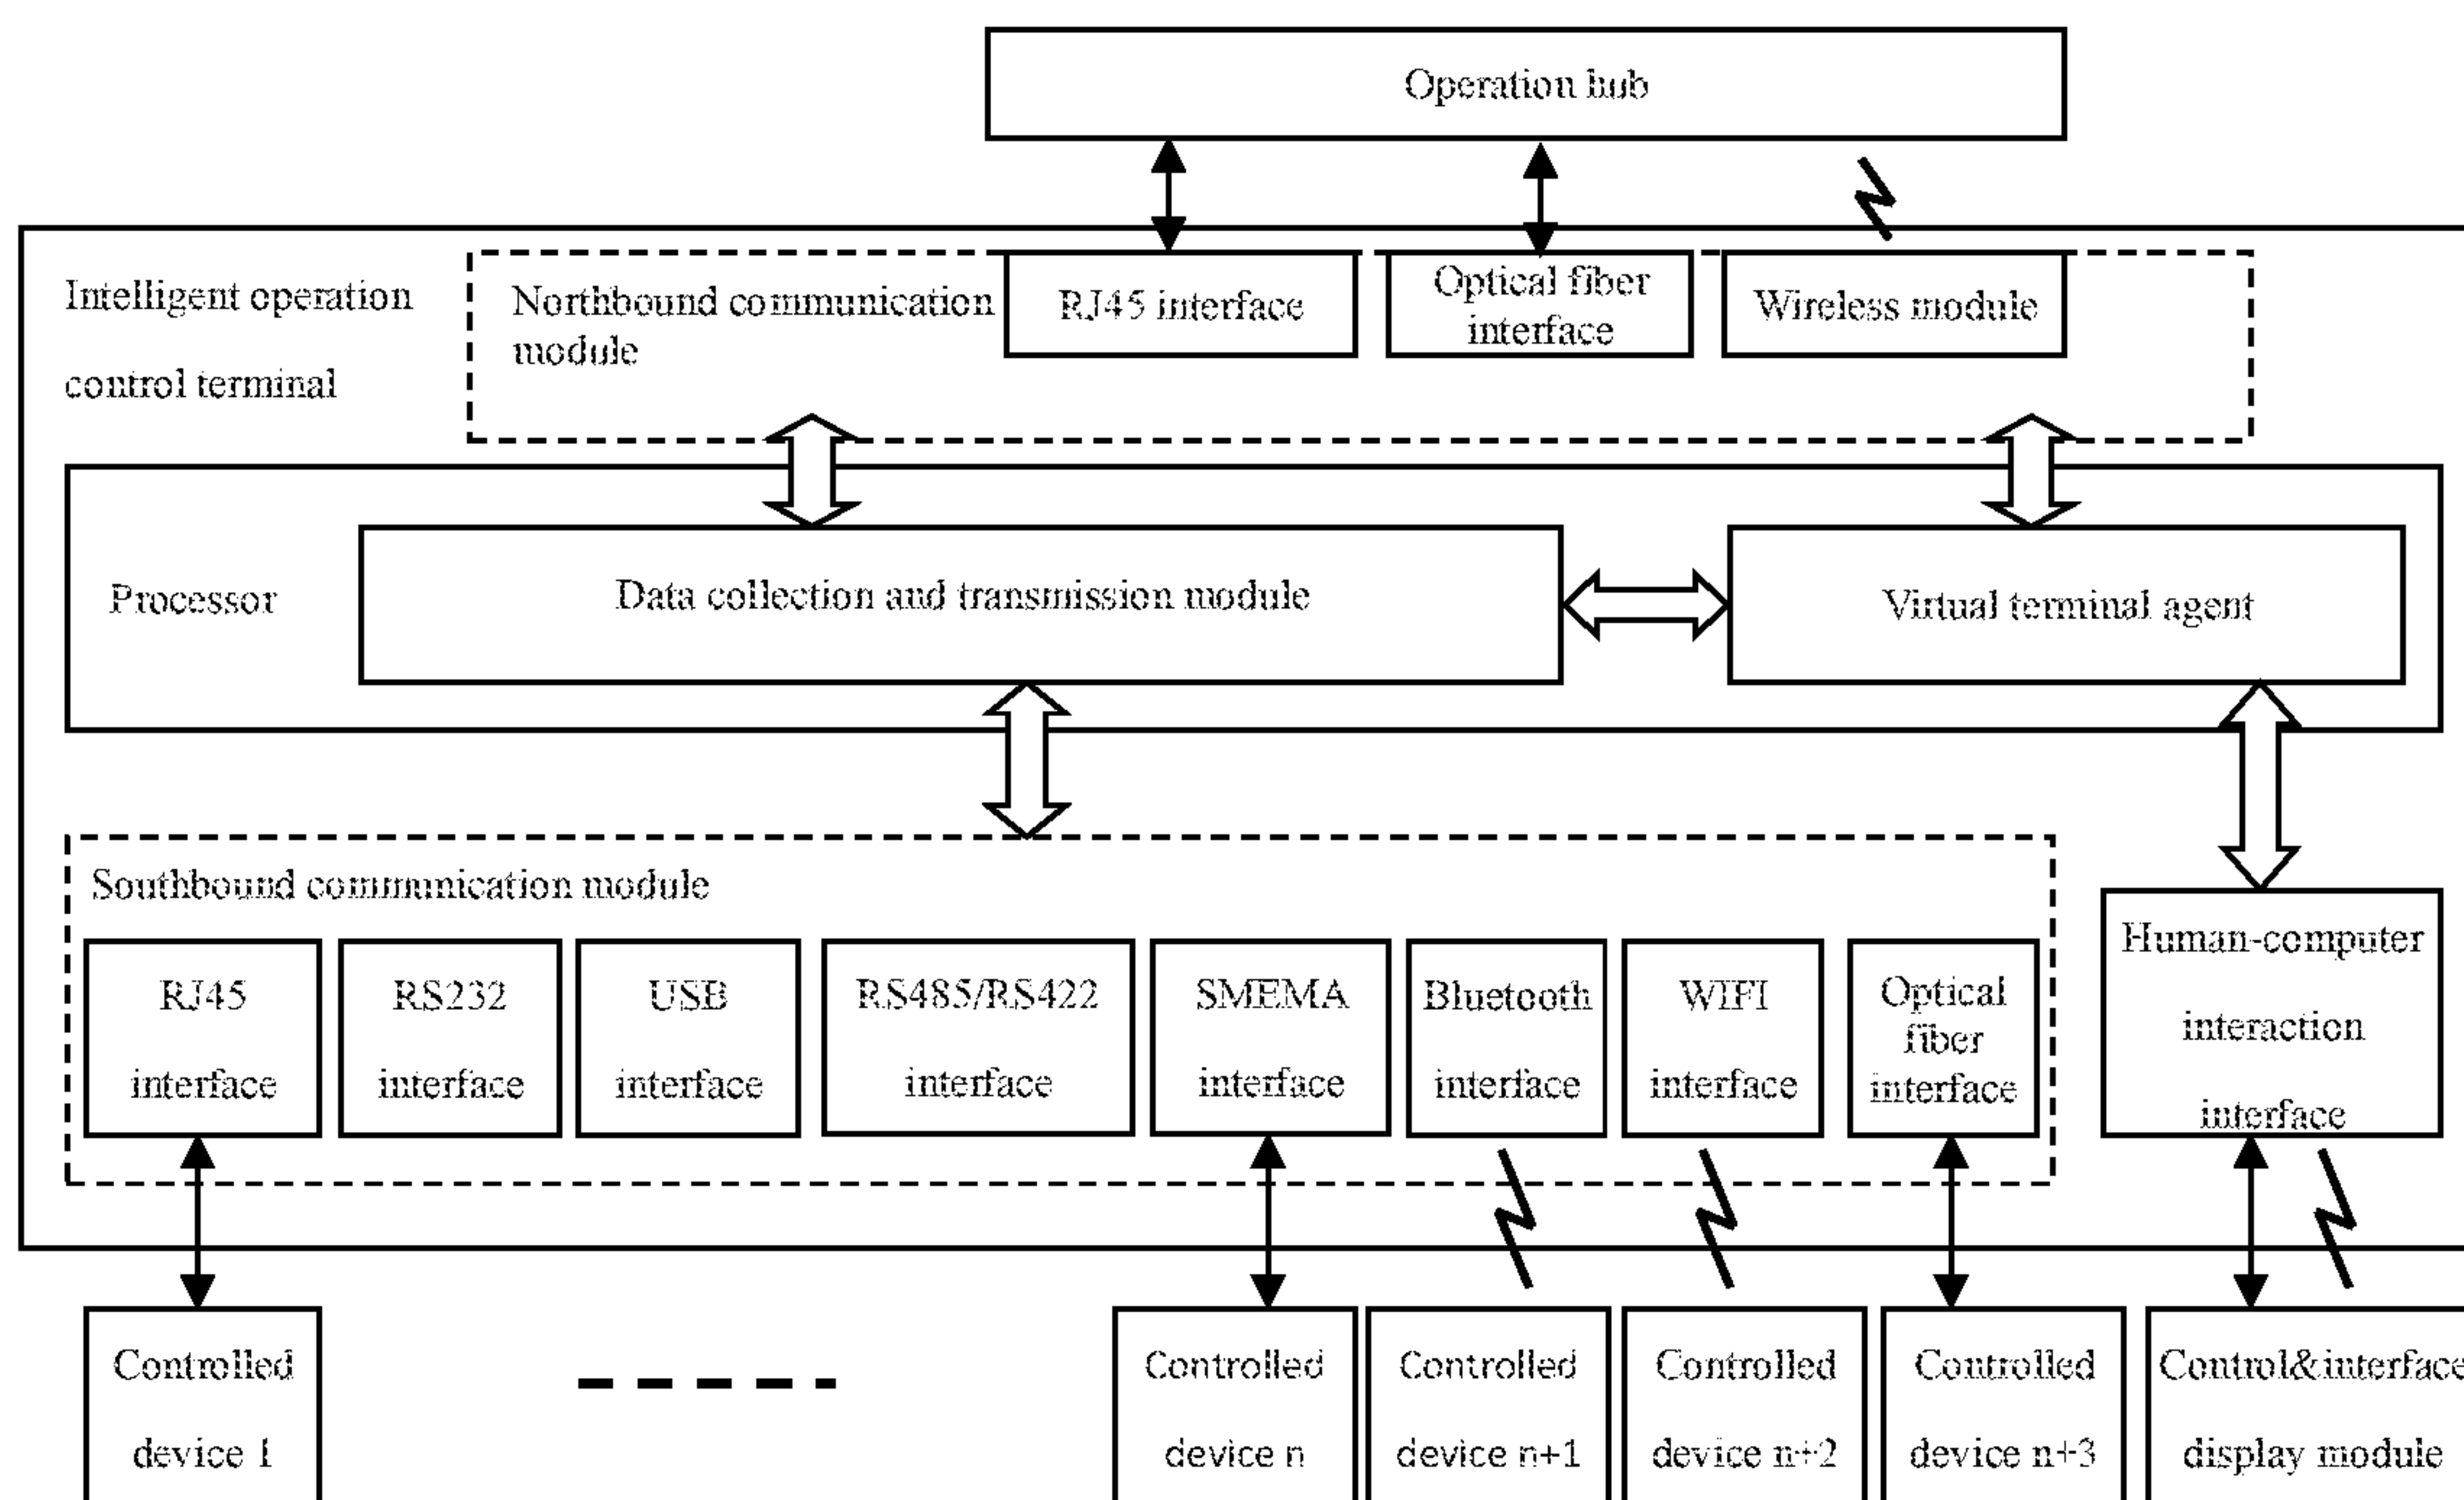 Operation hub
Intelligent operation
control terminal
Northbound communication
module
RJ45 interface
Optical fiber
interface
Wireless module
Processor
Data collection and transmission module
Virtual terminal agent
Southbound communication module
RJ45
interface
RS232
interface
USB
interface
RS485/RS422
interface
SMEMA
interface
Bluetooth
interface
WIFI
interface
Optical
fiber
interface
Human-computer
interaction
interface
Controlled
device 1
Controlled
device n
Controlled
device n+1
Controlled
device n+2
Controlled
device n+3
Control&interface
display module